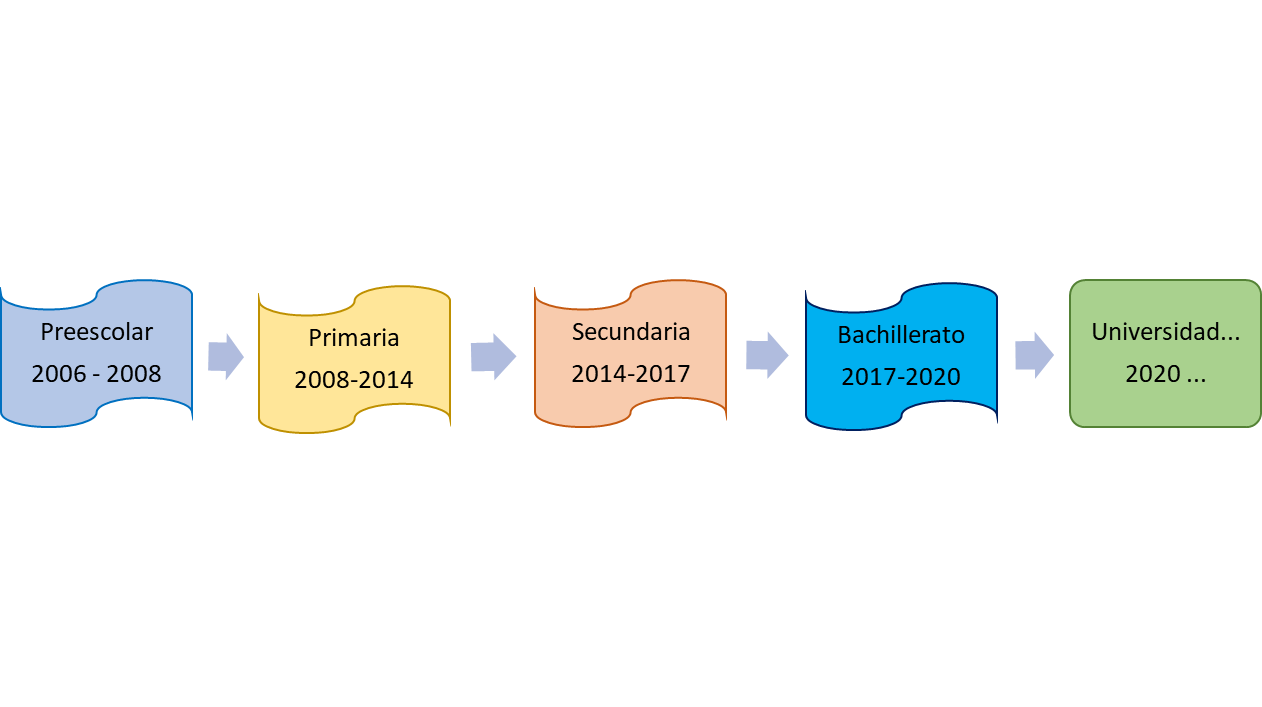 Preescolar
2006 - 2008
Primaria
2008-2014
Secundaria
2014-2017
Bachillerato
2017-2020
Universidad...
2020 ...